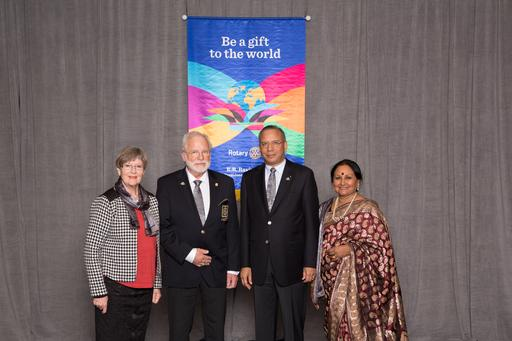 Be a gift
to the world
Rotary